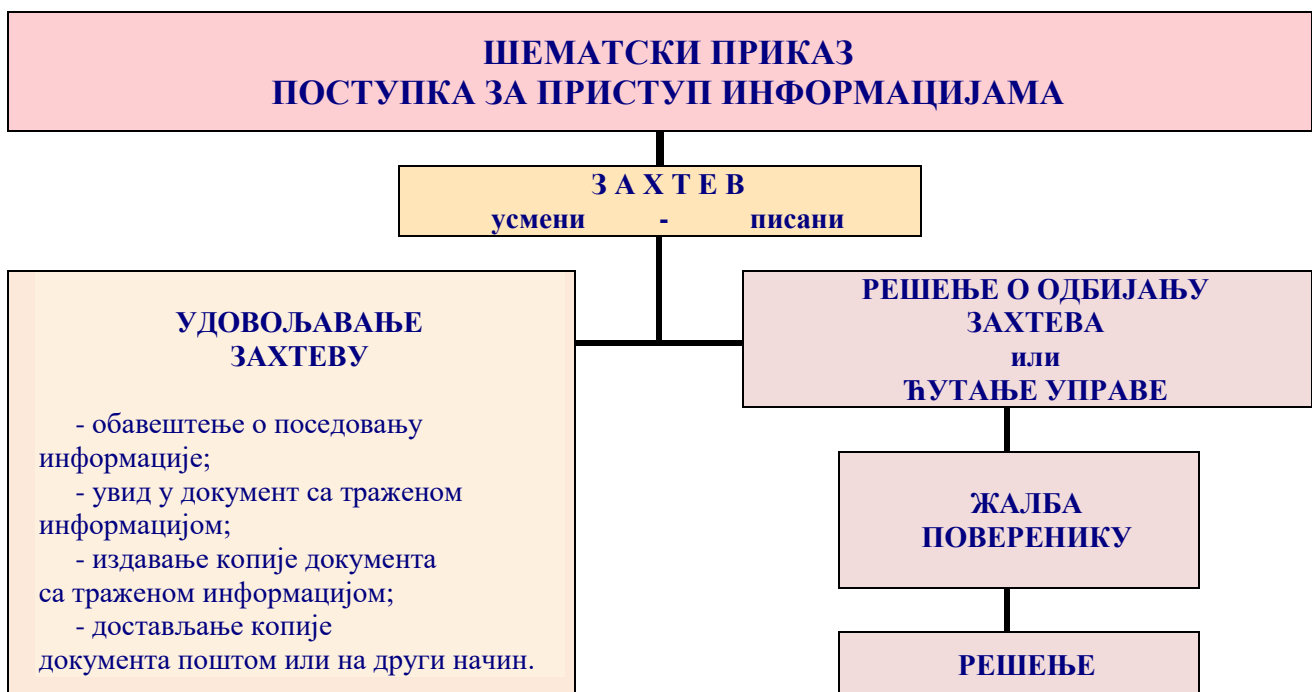 ШЕМАТСКИ ПРИКАЗ
ПОСТУПКА ЗА ПРИСТУП ИНФОРМАЦИЈАМА
З А Х Т Е В
усмени - писани
УДОВОЉАВАЊЕ
ЗАХТЕВУ
- обавештење о поседовању
информације;
- увид у документ са траженом
информацијом;
- издавање копије документа
са траженом информацијом;
- достављање копије
документа поштом или на други начин.
РЕШЕЊЕ О ОДБИЈАЊУ
ЗАХТЕВА
или
ЋУТАЊЕ УПРАВЕ
ЖАЛБА
ПОВЕРЕНИКУ
РЕШЕЊЕ